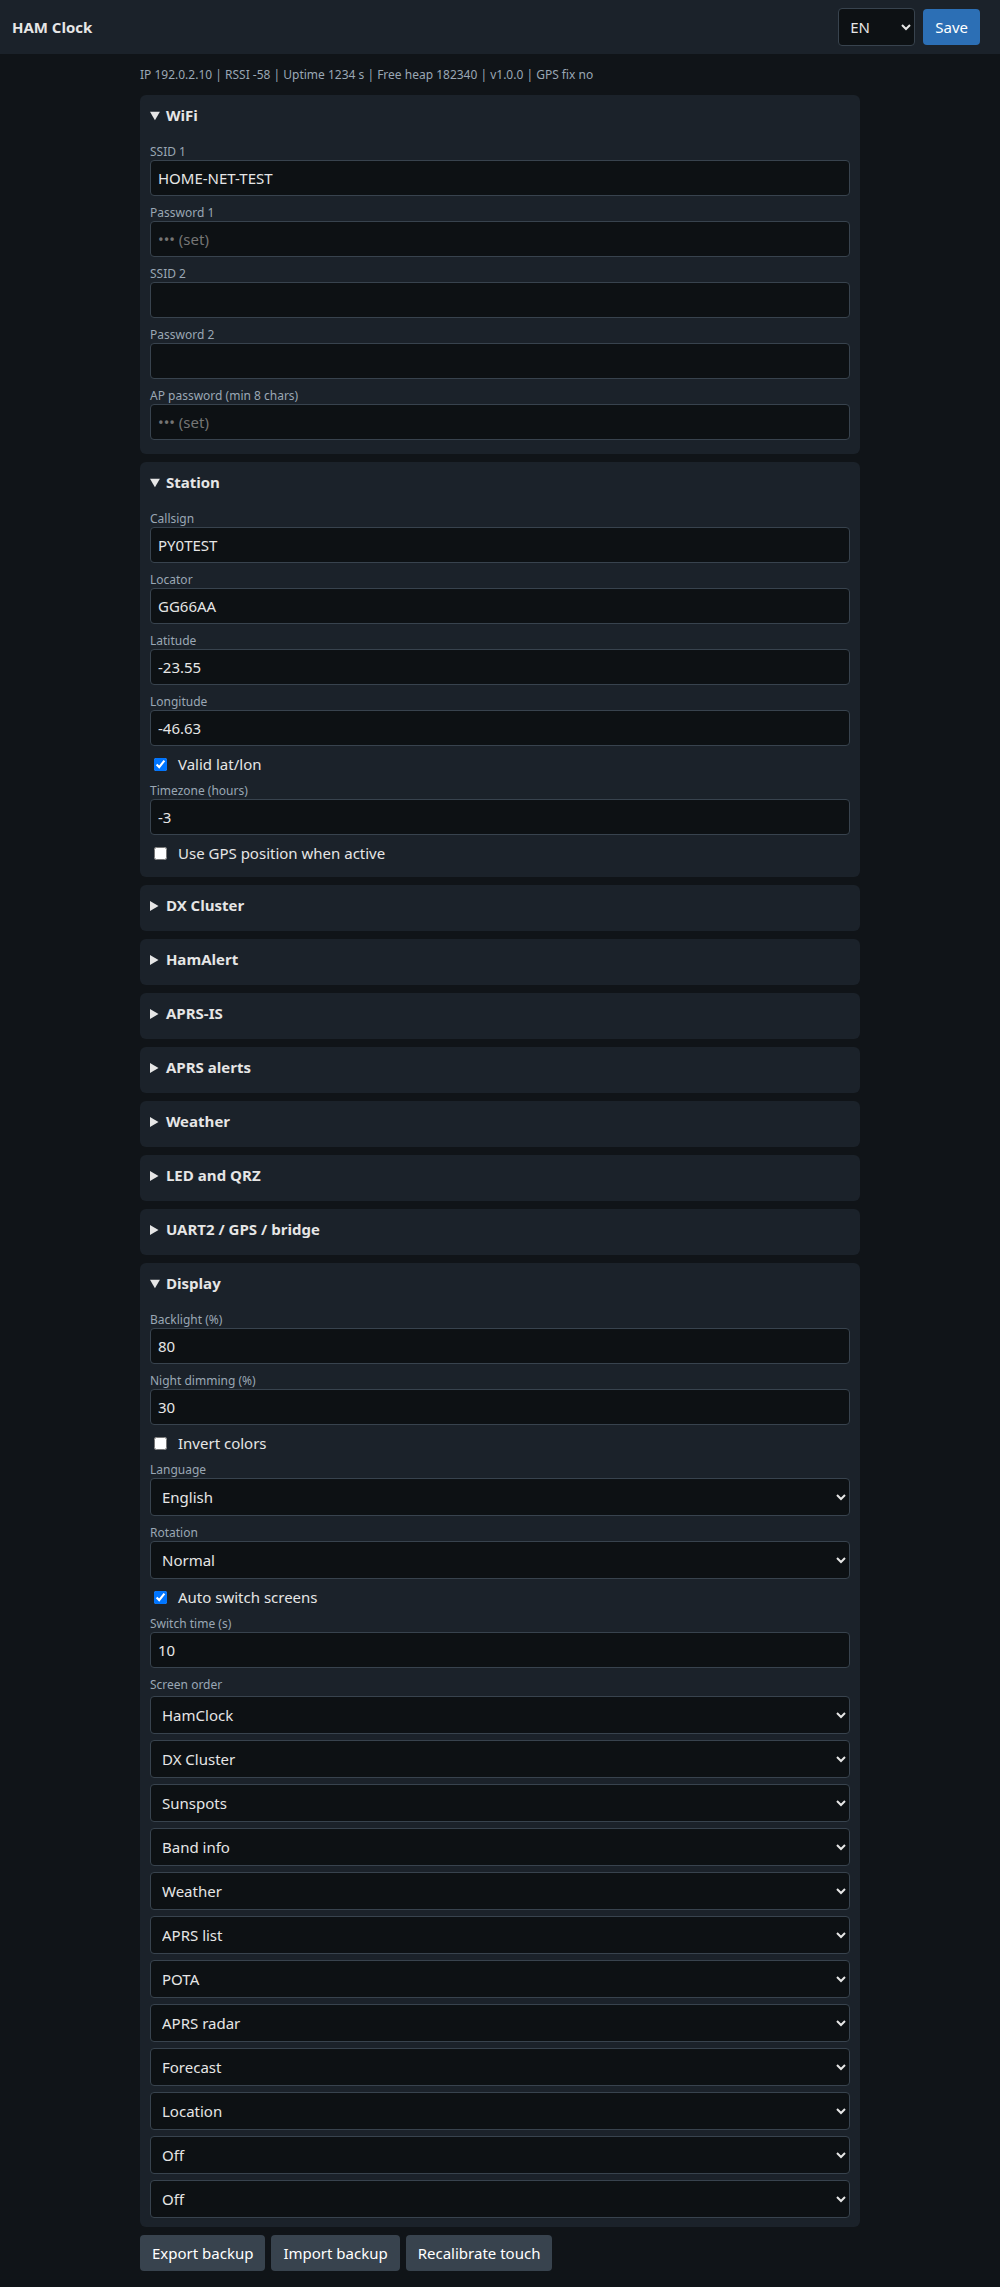 HAM Clock
EN
Save
IP 192.0.2.10 | RSSI -58 | Uptime 1234 s | Free heap 182340 | v1.0.0 | GPS fix no
▼ WiFi
SSID 1
HOME-NET-TEST
Password 1
••• (set)
SSID 2
Password 2
AP password (min 8 chars)
••• (set)
▼ Station
Callsign
PY0TEST
Locator
GG66AA
Latitude
-23.55
Longitude
-46.63
Valid lat/lon
Timezone (hours)
-3
Use GPS position when active
▶ DX Cluster
▶ HamAlert
▶ APRS-IS
▶ APRS alerts
▶ Weather
▶ LED and QRZ
▶ UART2 / GPS / bridge
▼ Display
Backlight (%)
80
Night dimming (%)
30
Invert colors
Language
English
Rotation
Normal
Auto switch screens
Switch time (s)
10
Screen order
HamClock
DX Cluster
Sunspots
Band info
Weather
APRS list
POTA
APRS radar
Forecast
Location
Off
Off
Export backup
Import backup
Recalibrate touch